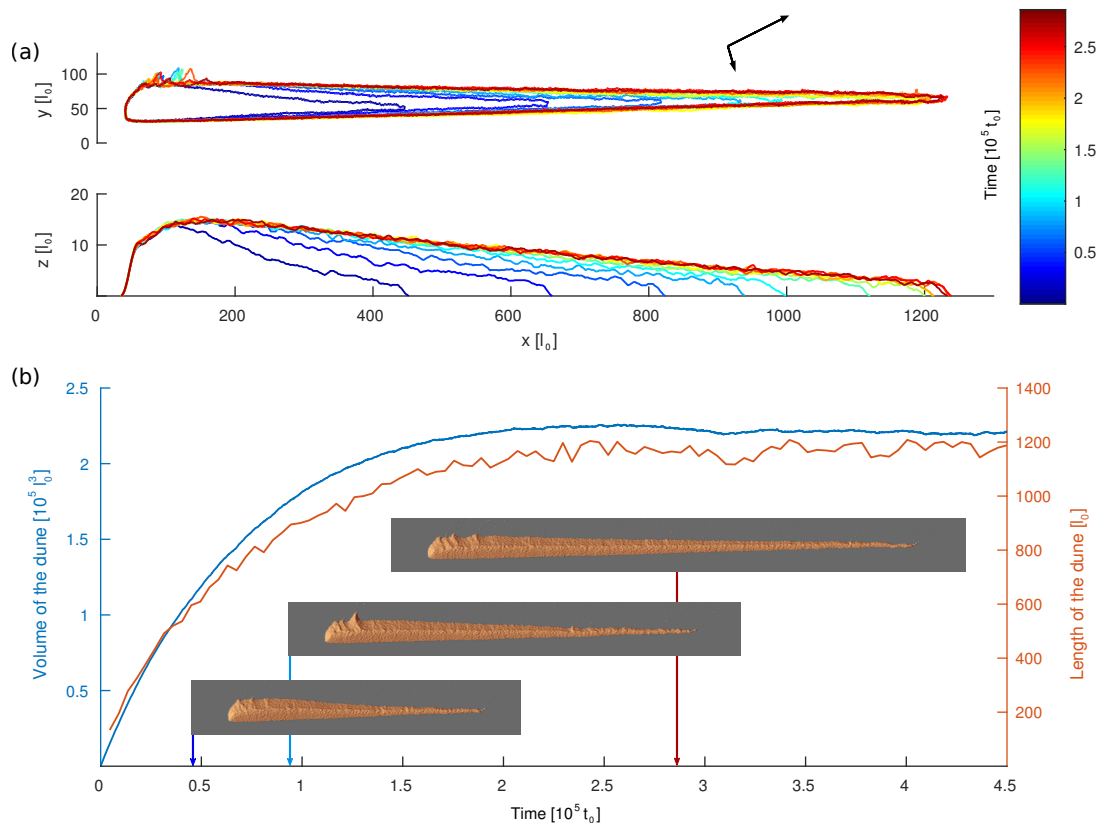 (a)
y [l0]
100
50
0
z [l0]
20
10
0 200 400 600 800 1000 1200
x [l0]
Time [10^5 t0]
2.5
2
1.5
1
0.5
(b)
Volume of the dune [10^5 l0^3]
2.5
2
1.5
1
0.5
Length of the dune [l0]
1400
1200
1000
800
600
400
200
0 0.5 1 1.5 2 2.5 3 3.5 4 4.5
Time [10^5 t0]